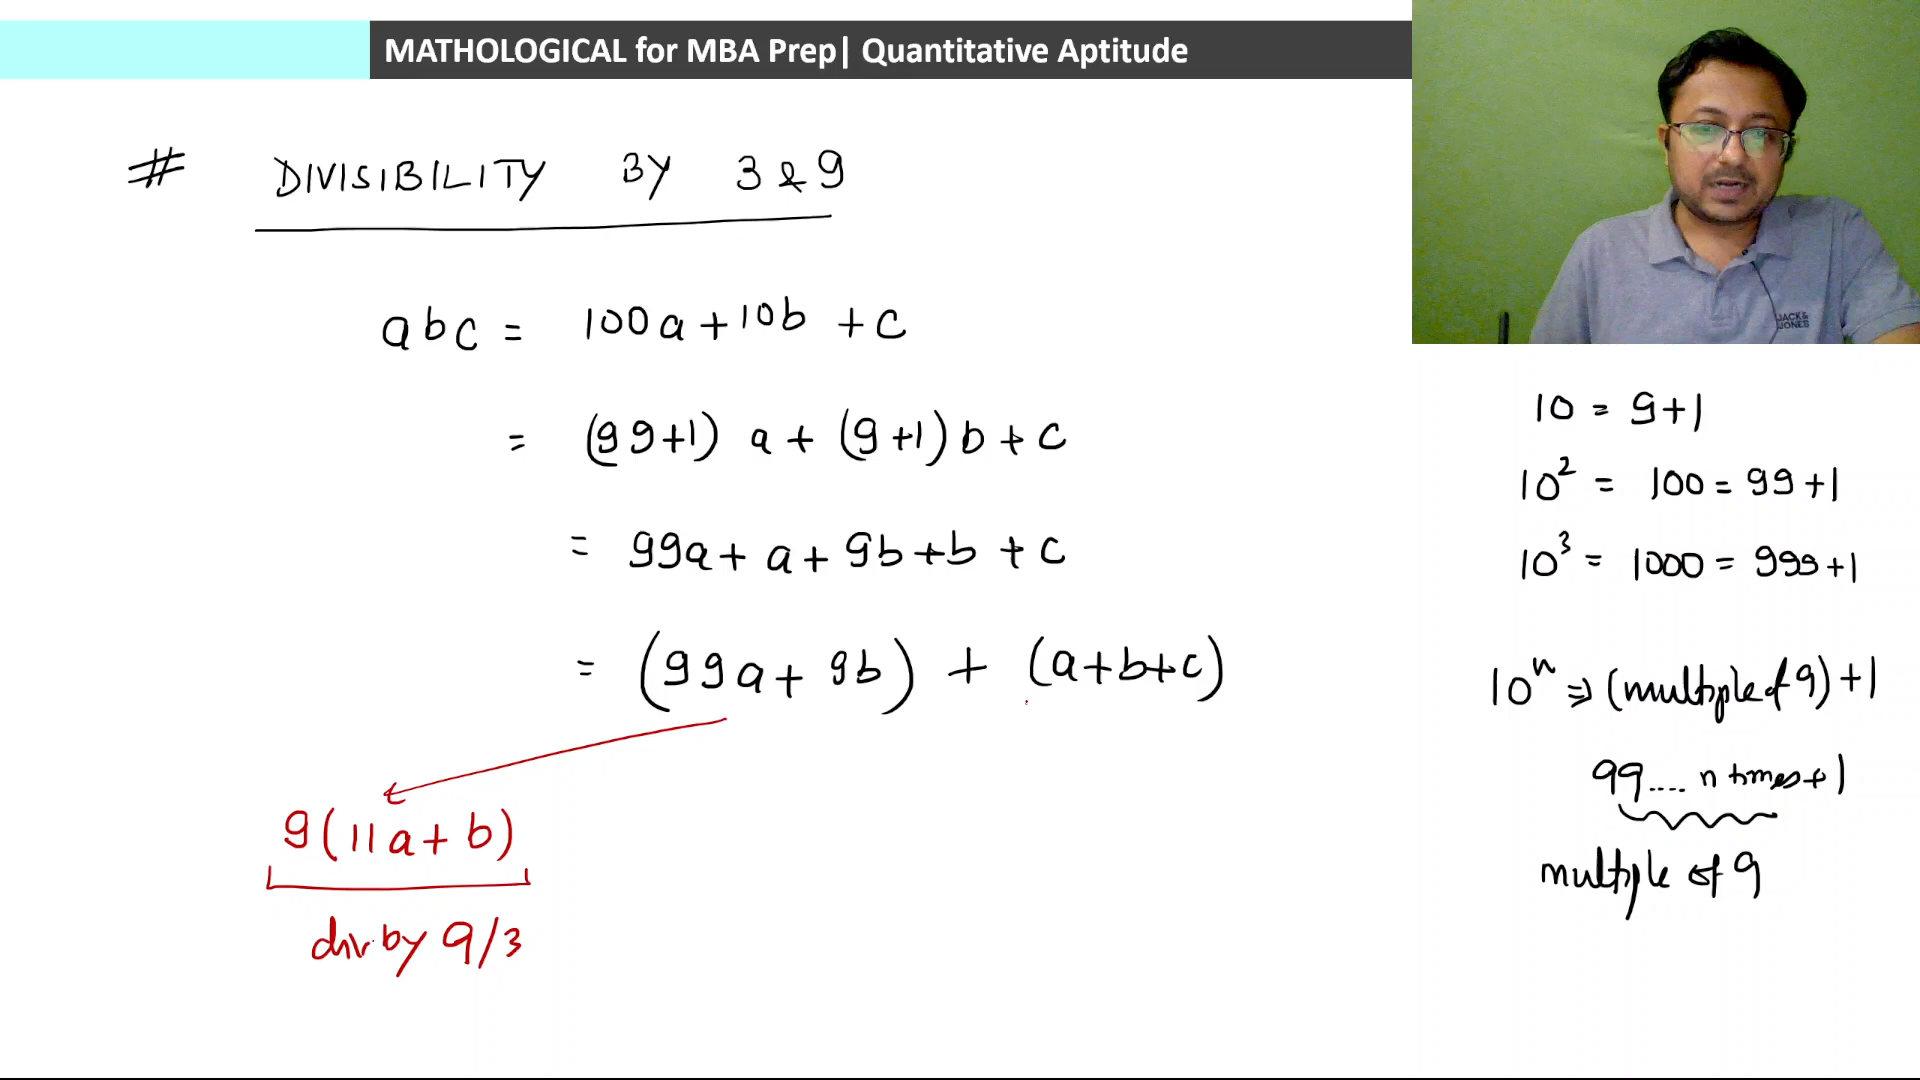 MATHOLOGICAL for MBA Prep| Quantitative Aptitude
# DIVISIBILITY BY 3 & 9
abc = 100a + 10b + c
= (99+1) a + (9+1) b + c
= 99a + a + 9b + b + c
= (99a + 9b) + (a+b+c)
9(11a + b)
div. by 9/3
JACK&
JONES
10 = 9+1
10² = 100 = 99+1
10³ = 1000 = 999+1
10ⁿ ⇒ (multiple of 9) +1
99.... n times +1
multiple of 9